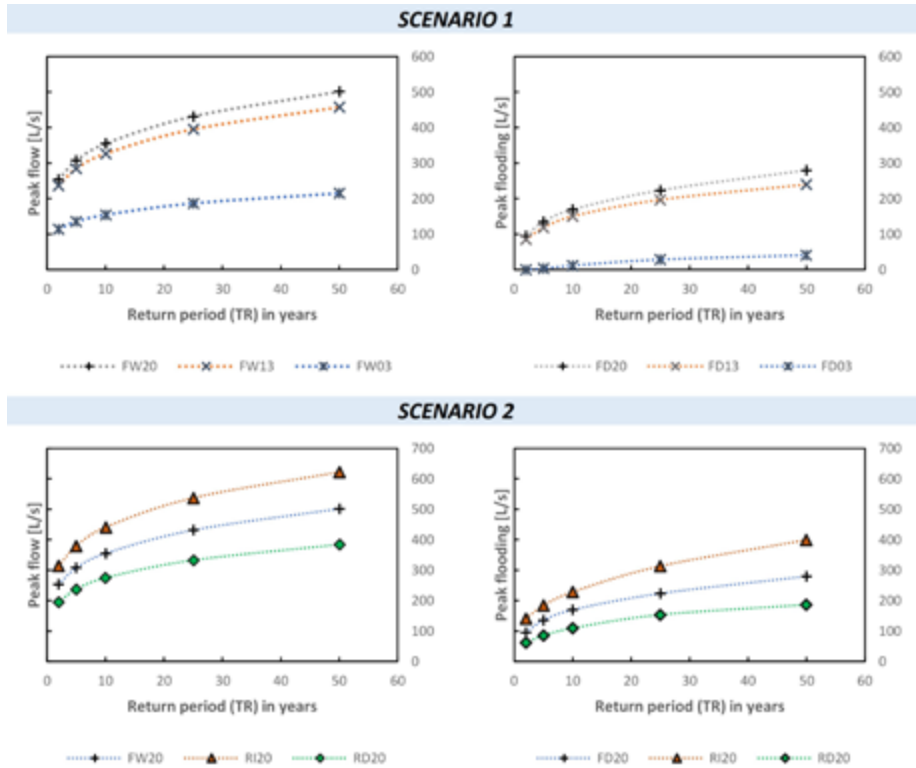 SCENARIO 1
Peak flow [L/s]
600
500
400
300
200
100
0
0 10 20 30 40 50 60
Return period (TR) in years
FW20 FW13 FW03
Peak flooding [L/s]
600
500
400
300
200
100
0
0 10 20 30 40 50 60
Return period (TR) in years
FD20 FD13 FD03
SCENARIO 2
Peak flow [L/s]
700
600
500
400
300
200
100
0
0 10 20 30 40 50 60
Return period (TR) in years
FW20 RI20 RD20
Peak flooding [L/s]
700
600
500
400
300
200
100
0
0 10 20 30 40 50 60
Return period (TR) in years
FD20 RI20 RD20